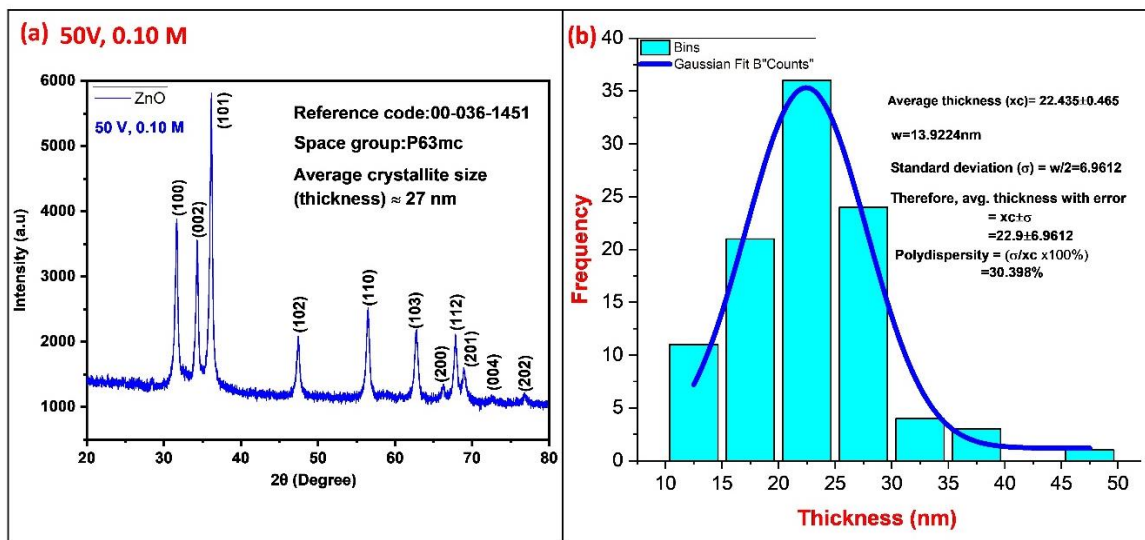 (a) 50V, 0.10 M
ZnO
50 V, 0.10 M
Reference code:00-036-1451
Space group:P63mc
Average crystallite size
(thickness) ≈ 27 nm
(100)
(002)
(101)
(102)
(110)
(103)
(200)
(112)
(201)
(004)
(202)
6000
5000
4000
3000
2000
1000
Intensity (a.u)
20 30 40 50 60 70 80
2θ (Degree)
(b)
Bins
Gaussian Fit B"Counts"
Average thickness (xc)= 22.435±0.465
w=13.9224nm
Standard deviation (σ) = w/2=6.9612
Therefore, avg. thickness with error
= xc±σ
=22.9±6.9612
Polydispersity = (σ/xc x100%)
=30.398%
40
35
30
25
20
15
10
5
0
Frequency
10 15 20 25 30 35 40 45 50
Thickness (nm)